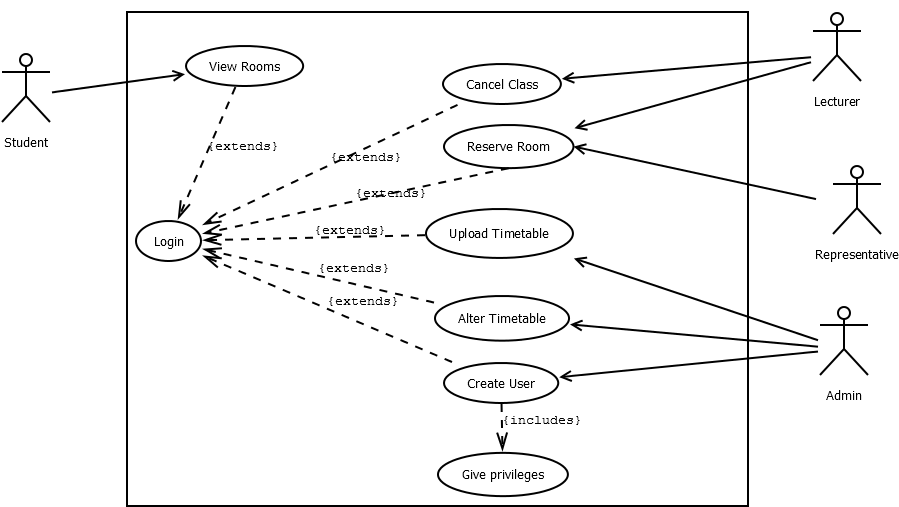 View Rooms
Cancel Class
Lecturer
Student
{extends}
Reserve Room
{extends}
{extends}
Login
{extends}
Upload Timetable
Representative
{extends}
{extends}
Alter Timetable
Create User
Admin
{includes}
Give privileges